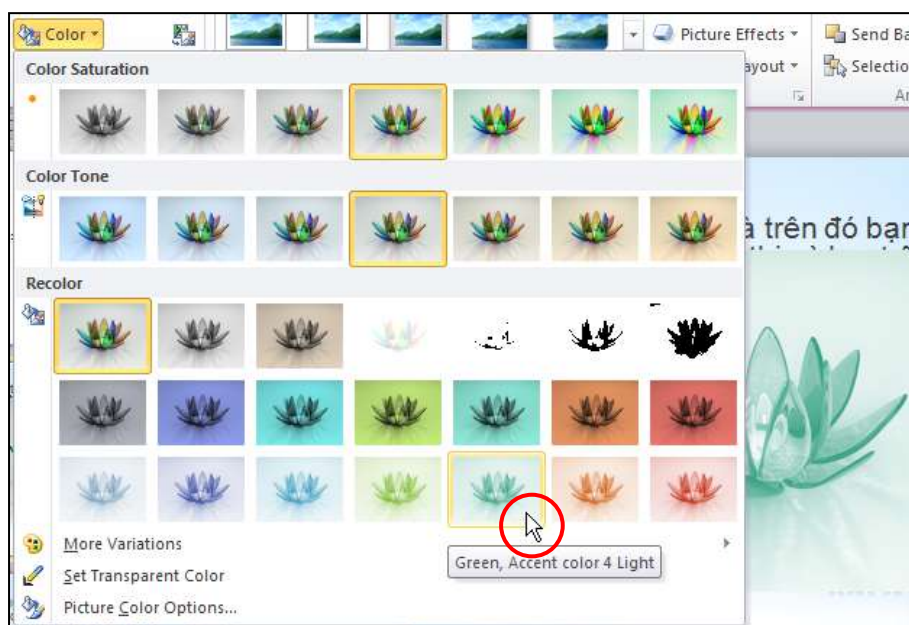 Color
Picture Effects
Send Ba
Color Saturation
ayout
Selectio
Ar
Color Tone
à trên đó bạn
Recolor
More Variations
Green, Accent color 4 Light
Set Transparent Color
Picture Color Options...